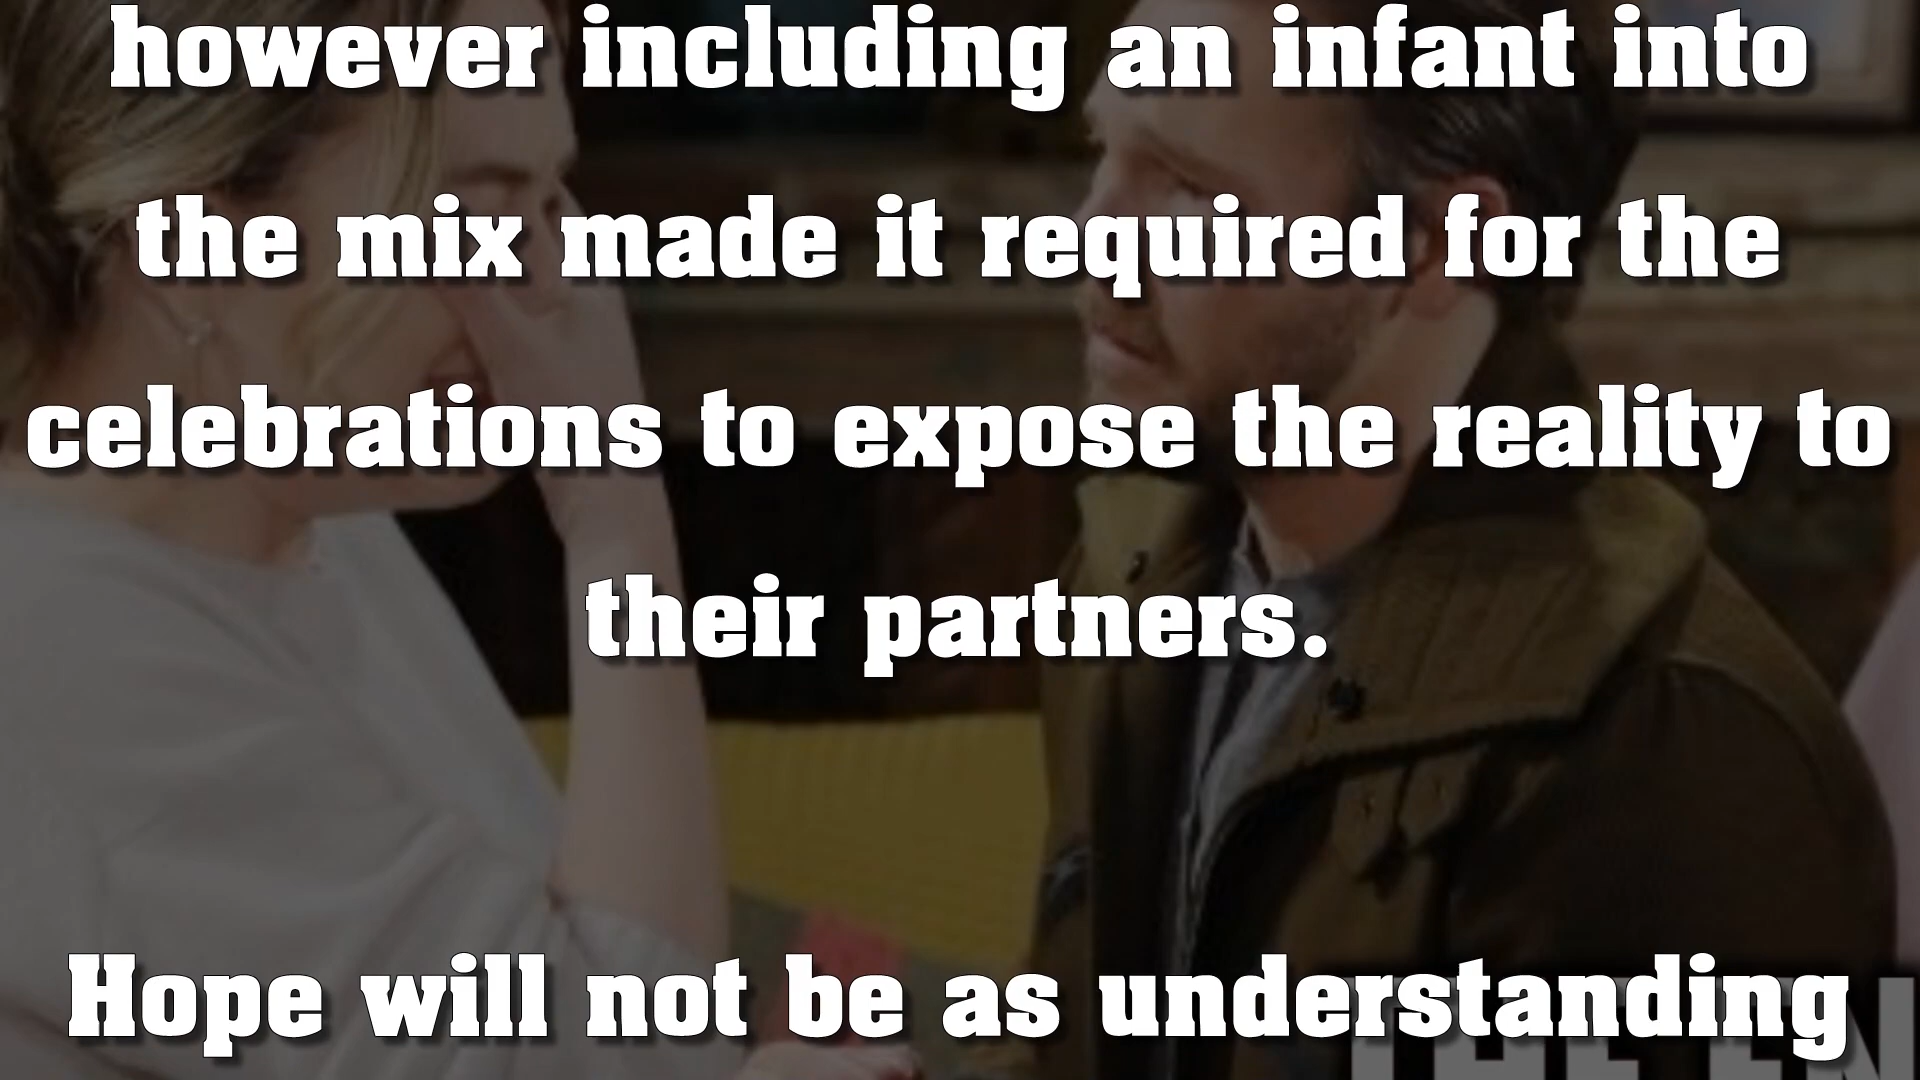 however including an infant into
the mix made it required for the
celebrations to expose the reality to
their partners.
Hope will not be as understanding